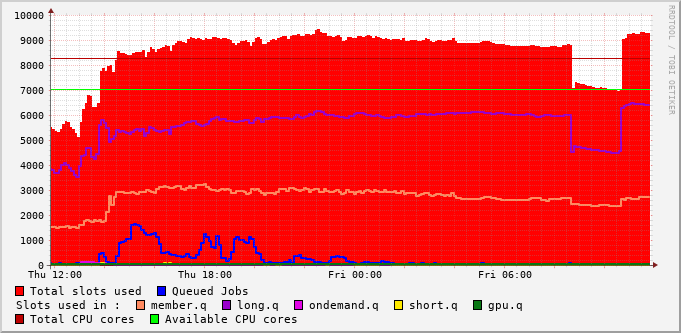 10000
9000
8000
7000
6000
5000
4000
3000
2000
1000
0
Thu 12:00 Thu 18:00 Fri 00:00 Fri 06:00
RRDTOOL / TOBI OETIKER
Total slots used Queued Jobs
Slots used in : member.q long.q ondemand.q short.q gpu.q
Total CPU cores Available CPU cores